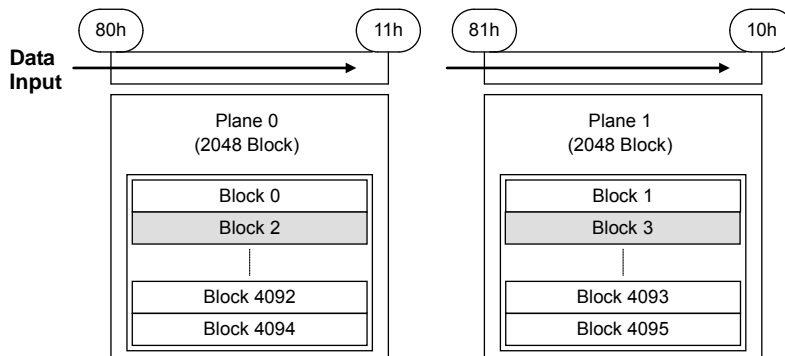 80h
11h
81h
10h
Data
Input
Plane 0
(2048 Block)
Block 0
Block 2
Block 4092
Block 4094
Plane 1
(2048 Block)
Block 1
Block 3
Block 4093
Block 4095